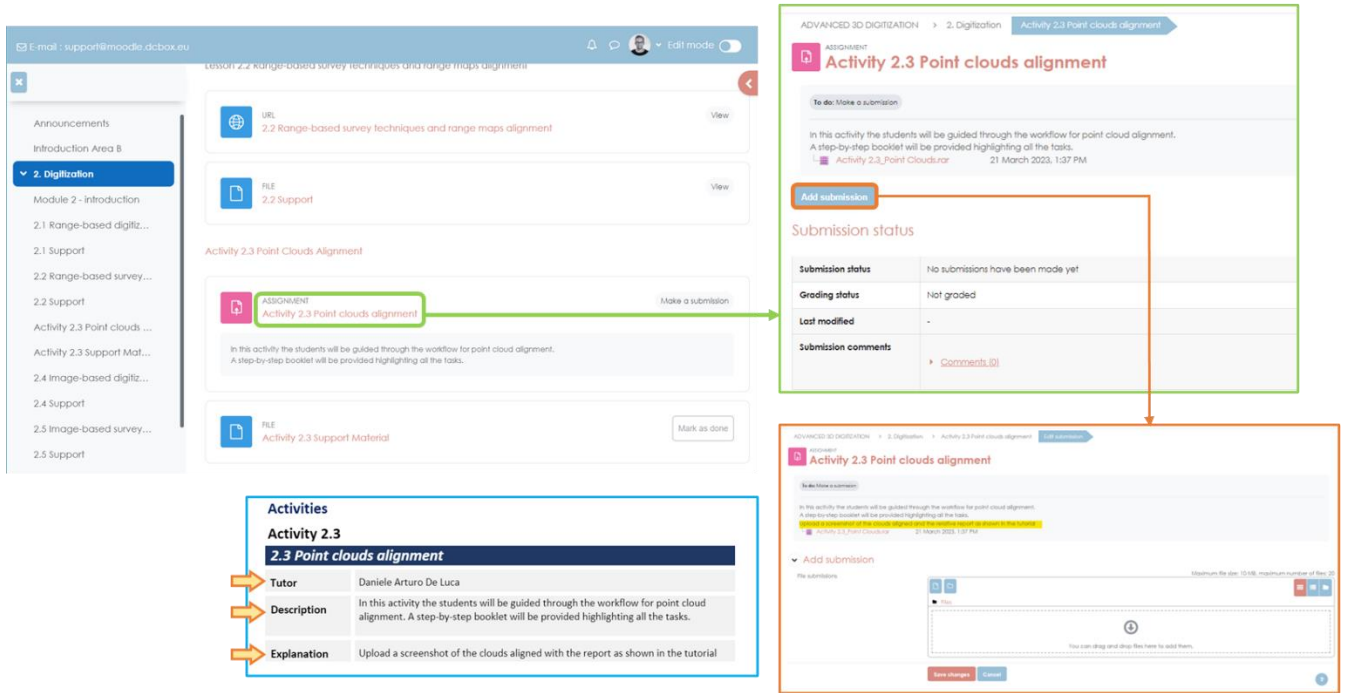 E-mail : support@moodle.dcbox.eu
Edit mode
Lesson 2.2 Range-based survey techniques and range maps alignment
Announcements
Introduction Area B
2. Digitization
Module 2 - Introduction
2.1 Range-based digitiz...
2.1 Support
2.2 Range-based survey...
2.2 Support
Activity 2.3 Point clouds ...
Activity 2.3 Support Mat...
2.4 Image-based digitiz...
2.4 Support
2.5 Image-based survey...
2.5 Support
URL
2.2 Range-based survey techniques and range maps alignment
View
FILE
2.2 Support
View
Activity 2.3 Point Clouds Alignment
ASSIGNMENT
Activity 2.3 Point clouds alignment
Make a submission
In this activity the students will be guided through the workflow for point cloud alignment.
A step-by-step booklet will be provided highlighting all the tasks.
FILE
Activity 2.3 Support Material
Mark as done
ADVANCED 3D DIGITIZATION > 2. Digitization Activity 2.3 Point clouds alignment
ASSIGNMENT
Activity 2.3 Point clouds alignment
To do: Make a submission
In this activity the students will be guided through the workflow for point cloud alignment.
A step-by-step booklet will be provided highlighting all the tasks.
Activity 2.3_Point Clouds.rar 21 March 2023, 1:37 PM
Add submission
Submission status
Submission status No submissions have been made yet
Grading status Not graded
Last modified -
Submission comments
Comments (0)
Activities
Activity 2.3
2.3 Point clouds alignment
Tutor Daniele Arturo De Luca
Description In this activity the students will be guided through the workflow for point cloud
alignment. A step-by-step booklet will be provided highlighting all the tasks.
Explanation Upload a screenshot of the clouds aligned with the report as shown in the tutorial
ADVANCED 3D DIGITIZATION > 2. Digitization > Activity 2.3 Point clouds alignment Edit submission
ASSIGNMENT
Activity 2.3 Point clouds alignment
To do: Make a submission
In this activity the students will be guided through the workflow for point cloud alignment.
A step-by-step booklet will be provided highlighting all the tasks.
Upload a screenshot of the clouds aligned and the relative report as shown in the tutorial
Activity 2.3_Point Clouds.rar 21 March 2023, 1:37 PM
Add submission
File submissions
Maximum file size: 10 MB, maximum number of files: 20
Files
You can drag and drop files here to add them.
Save changes Cancel
?